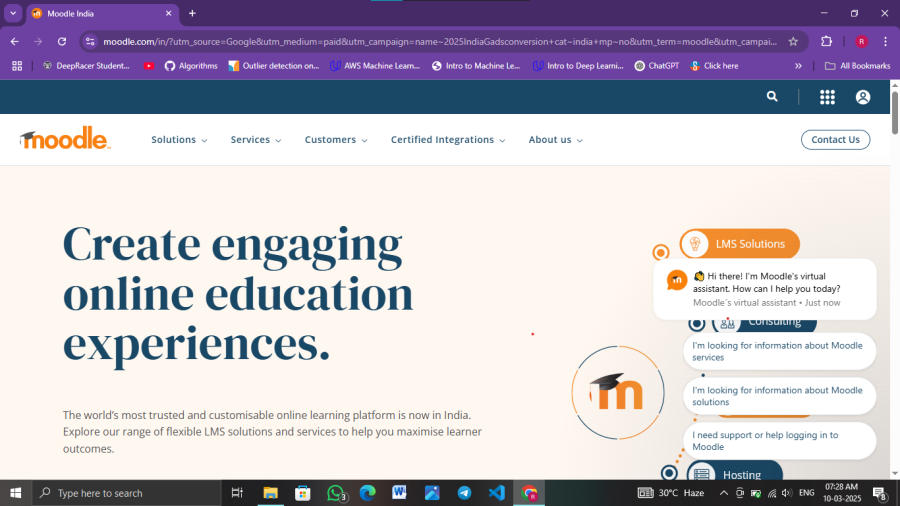 Moodle India
moodle.com/in/?utm_source=Google&utm_medium=paid&utm_campaign=name~2025IndiaGadsconversion+cat~india+mp~no&utm_term=moodle&utm_campai...
R
DeepRacer Student...
Algorithms
Outlier detection on...
AWS Machine Learn...
Intro to Machine Le...
Intro to Deep Learni...
ChatGPT
Click here
All Bookmarks
moodle
Solutions
Services
Customers
Certified Integrations
About us
Contact Us
Create engaging
online education
experiences.
The world's most trusted and customisable online learning platform is now in India.
Explore our range of flexible LMS solutions and services to help you maximise learner
outcomes.
m
LMS Solutions
m
Hi there! I'm Moodle's virtual
assistant. How can I help you today?
Moodle´s virtual assistant • Just now
Consulting
I'm looking for information about Moodle
services
I'm looking for information about Moodle
solutions
I need support or help logging in to
Moodle
Hosting
Type here to search
3
W
R
30°C Haze
ENG
07:28 AM
10-03-2025
8